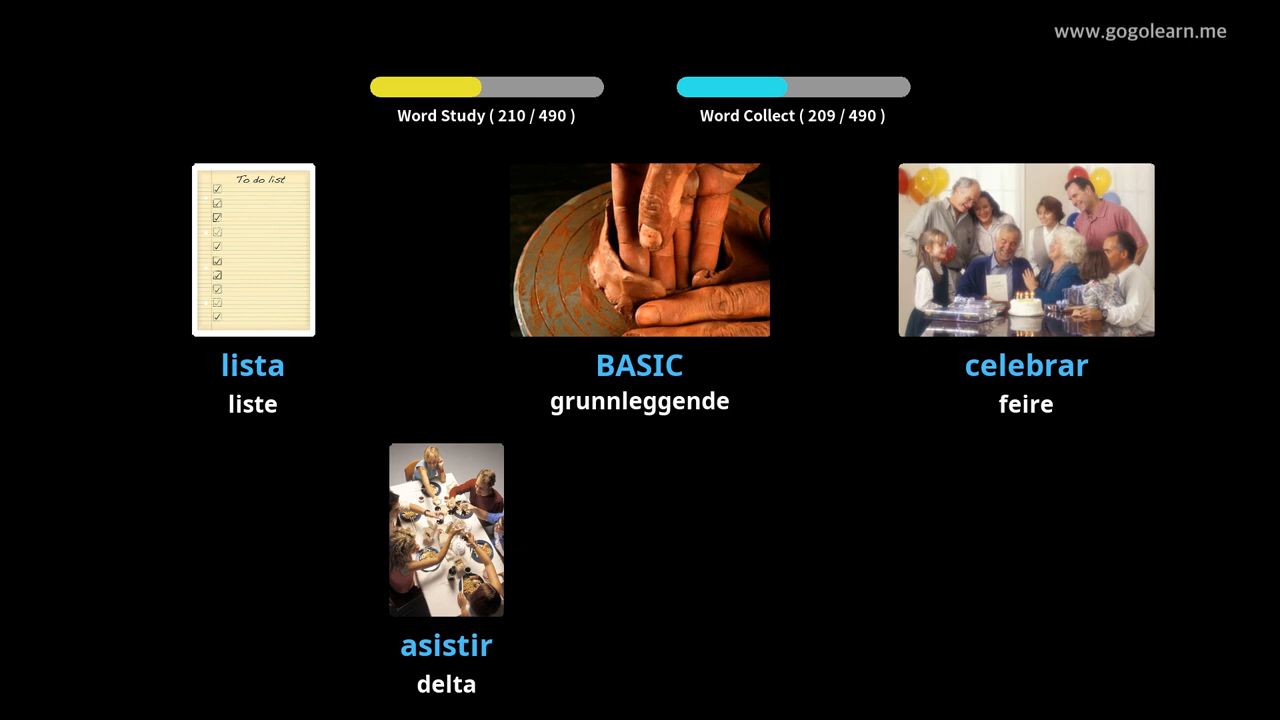 www.gogolearn.me
Word Study ( 210 / 490 )
Word Collect ( 209 / 490 )
To do list
lista
liste
BASIC
grunnleggende
celebrar
feire
asistir
delta